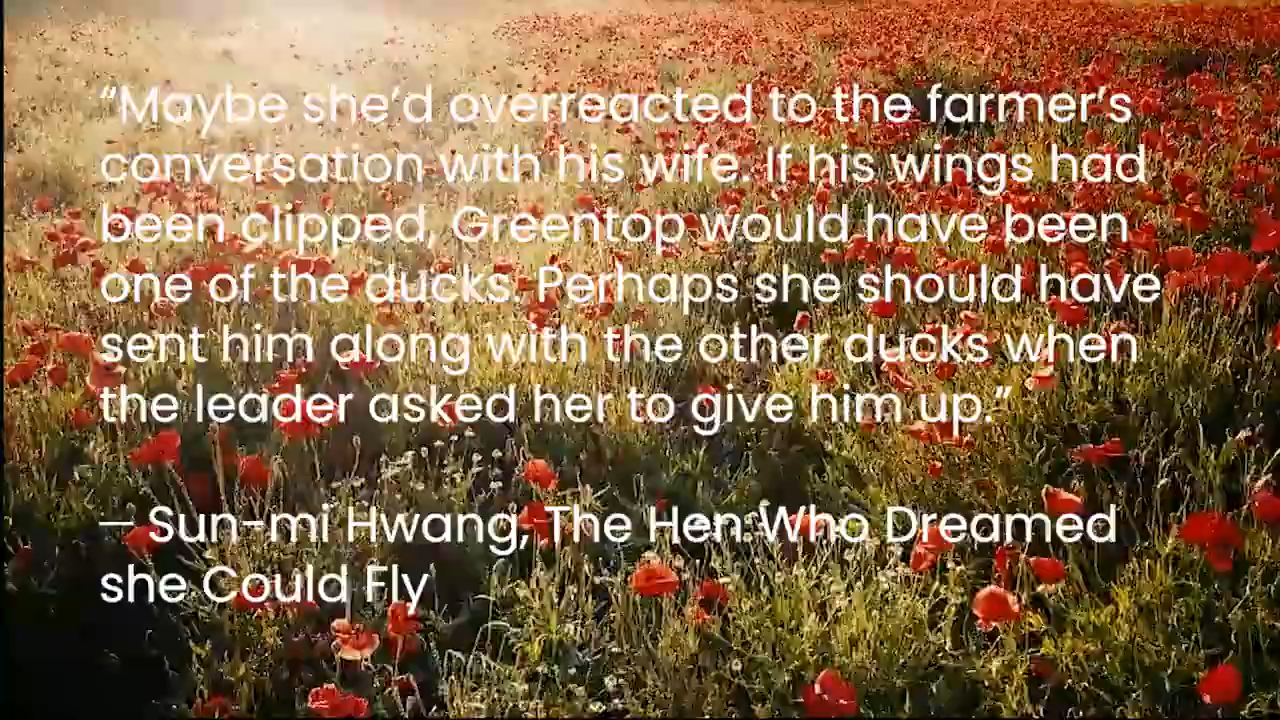 “Maybe she’d overreacted to the farmer’s
conversation with his wife. If his wings had
been clipped, Greentop would have been
one of the ducks. Perhaps she should have
sent him along with the other ducks when
the leader asked her to give him up.”
— Sun-mi Hwang, The Hen Who Dreamed
she Could Fly